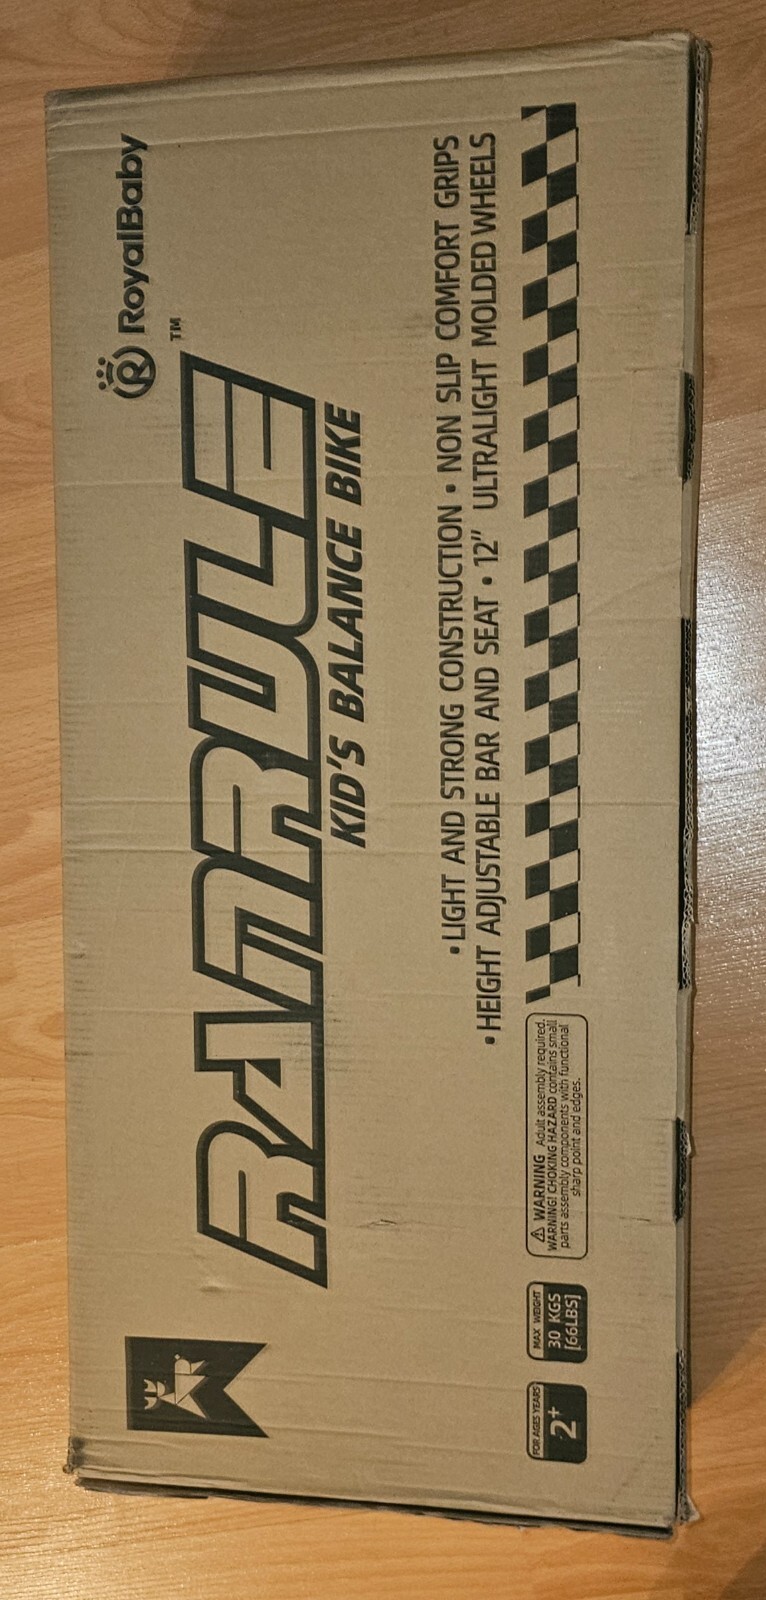 RoyalBaby
RAMRULE™
KID'S BALANCE BIKE
• LIGHT AND STRONG CONSTRUCTION • NON SLIP COMFORT GRIPS
• HEIGHT ADJUSTABLE BAR AND SEAT • 12" ULTRALIGHT MOLDED WHEELS
FOR AGES YEARS
2+
MAX WEIGHT
30 KGS
[66LBS]
⚠ WARNING Adult assembly required.
WARNING! CHOKING HAZARD contains small
parts assembly components with functional
sharp point and edges.